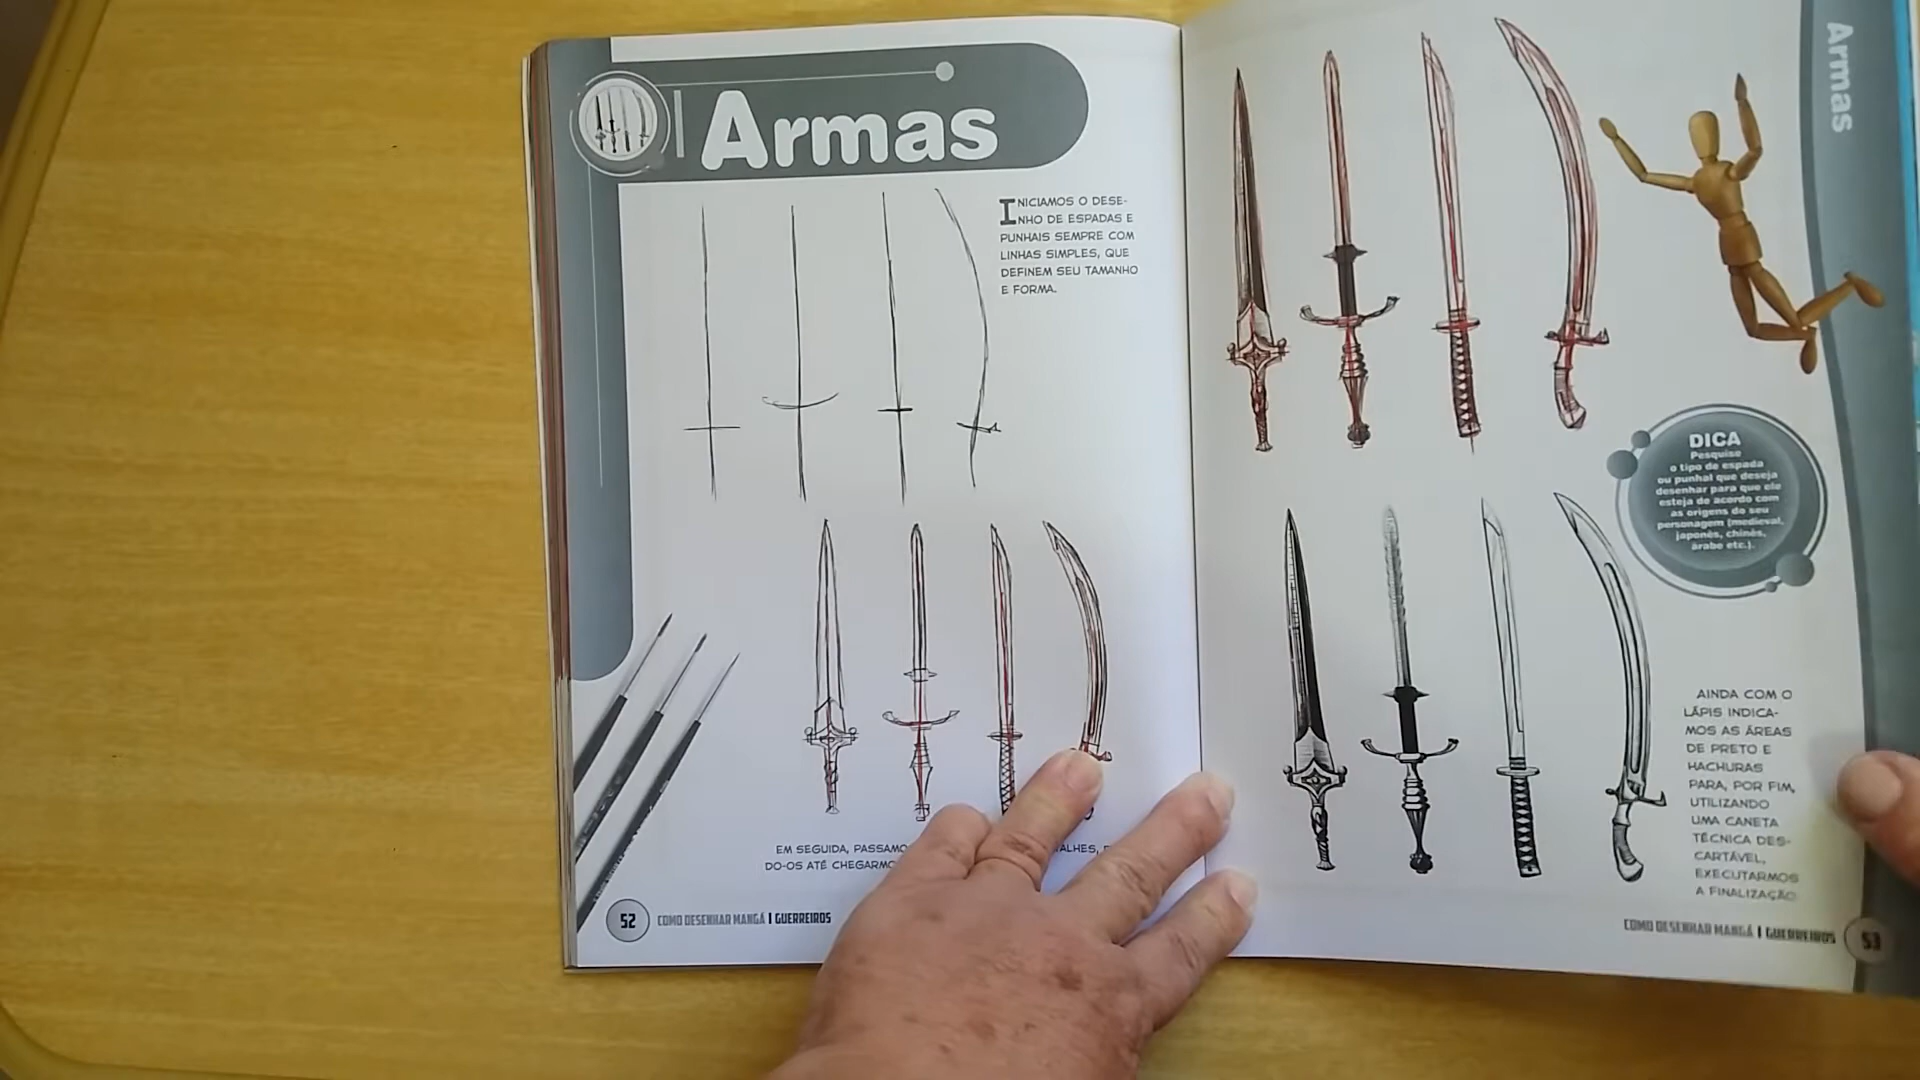 Armas
INICIAMOS O DESE-
NHO DE ESPADAS E
PUNHAIS SEMPRE COM
LINHAS SIMPLES, QUE
DEFINEM SEU TAMANHO
E FORMA.
EM SEGUIDA, PASSAMO
DO-OS ATÉ CHEGARMO
52 COMO DESENHAR MANGÁ | GUERREIROS
Armas
DICA
Pesquise
o tipo de espada
ou punhal que deseja
desenhar para que ele
esteja de acordo com
as origens do seu
personagem (medieval,
japonês, chinês,
árabe etc.).
AINDA COM O
LÁPIS INDICA-
MOS AS ÁREAS
DE PRETO E
HACHURAS
PARA, POR FIM,
UTILIZANDO
UMA CANETA
TÉCNICA DES-
CARTÁVEL,
EXECUTARMOS
A FINALIZAÇÃO
COMO DESENHAR MANGÁ | GUERREIROS 53